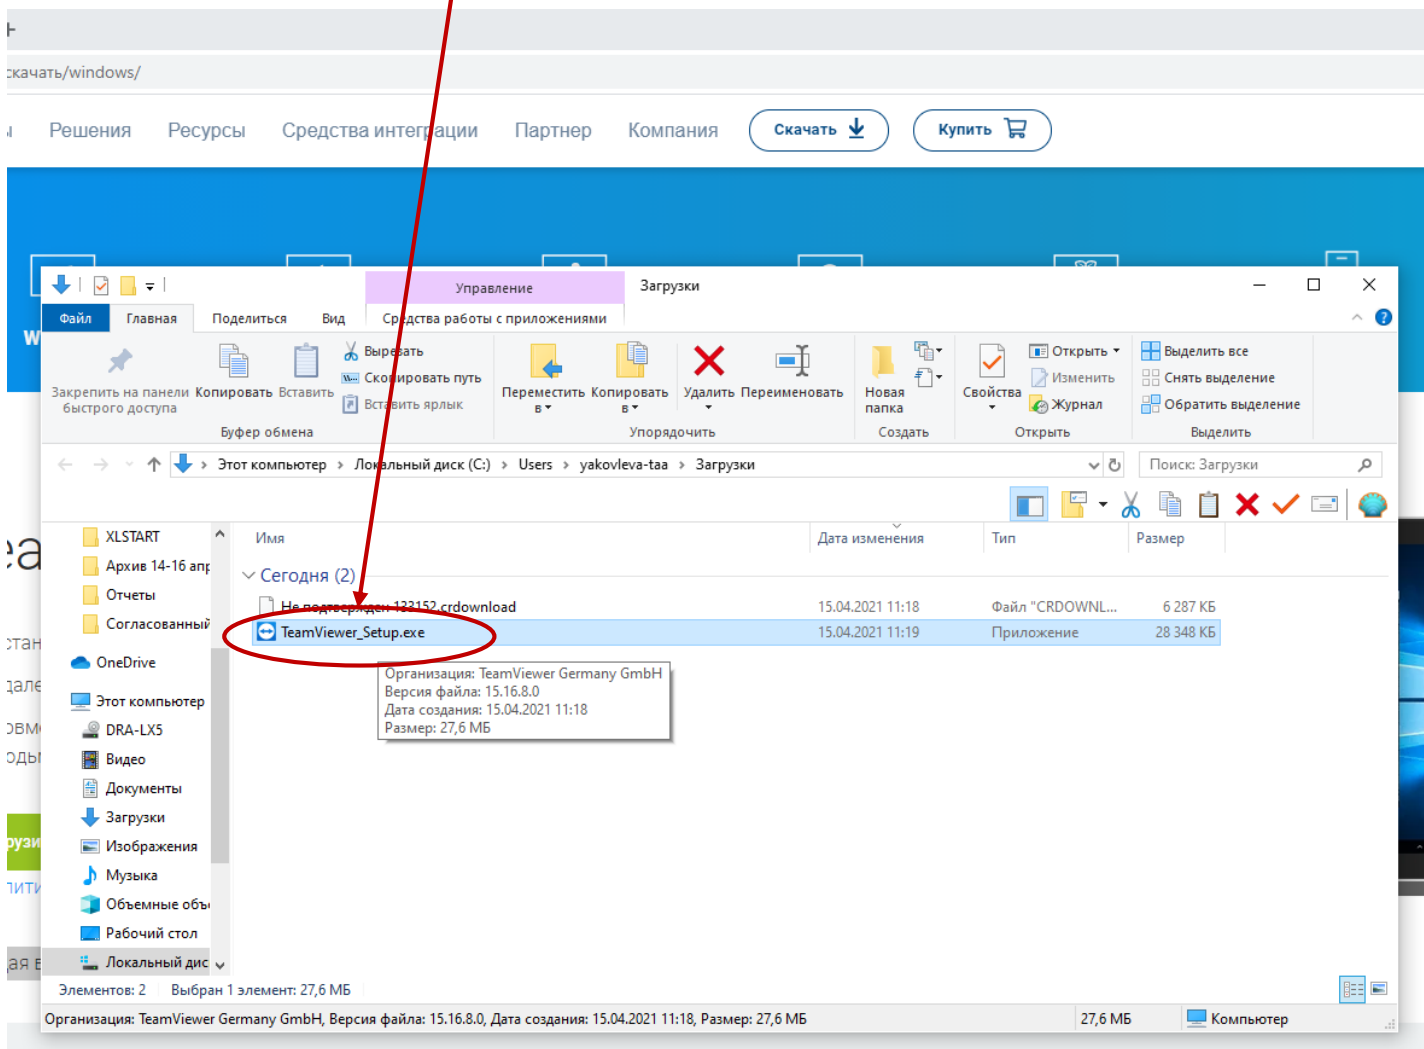 скачать/windows/
Решения Ресурсы Средства интеграции Партнер Компания Скачать Купить
Управление Загрузки
Файл Главная Поделиться Вид Средства работы с приложениями
Закрепить на панели быстрого доступа
Копировать
Вставить
Вырезать
Скопировать путь
Вставить ярлык
Буфер обмена
Переместить в
Копировать в
Удалить
Переименовать
Упорядочить
Новая папка
Создать
Свойства
Открыть
Изменить
Журнал
Открыть
Выделить все
Снять выделение
Обратить выделение
Выделить
Этот компьютер › Локальный диск (C:) › Users › yakovleva-taa › Загрузки
Поиск: Загрузки
XLSTART
Архив 14-16 апр
Отчеты
Согласованный
OneDrive
Этот компьютер
DRA-LX5
Видео
Документы
Загрузки
Изображения
Музыка
Объемные объ
Рабочий стол
Локальный дис
Имя Дата изменения Тип Размер
Сегодня (2)
Не подтвержден 133152.crdownload 15.04.2021 11:18 Файл "CRDOWNL... 6 287 КБ
TeamViewer_Setup.exe 15.04.2021 11:19 Приложение 28 348 КБ
Организация: TeamViewer Germany GmbH
Версия файла: 15.16.8.0
Дата создания: 15.04.2021 11:18
Размер: 27,6 МБ
Элементов: 2 Выбран 1 элемент: 27,6 МБ
Организация: TeamViewer Germany GmbH, Версия файла: 15.16.8.0, Дата создания: 15.04.2021 11:18, Размер: 27,6 МБ 27,6 МБ Компьютер